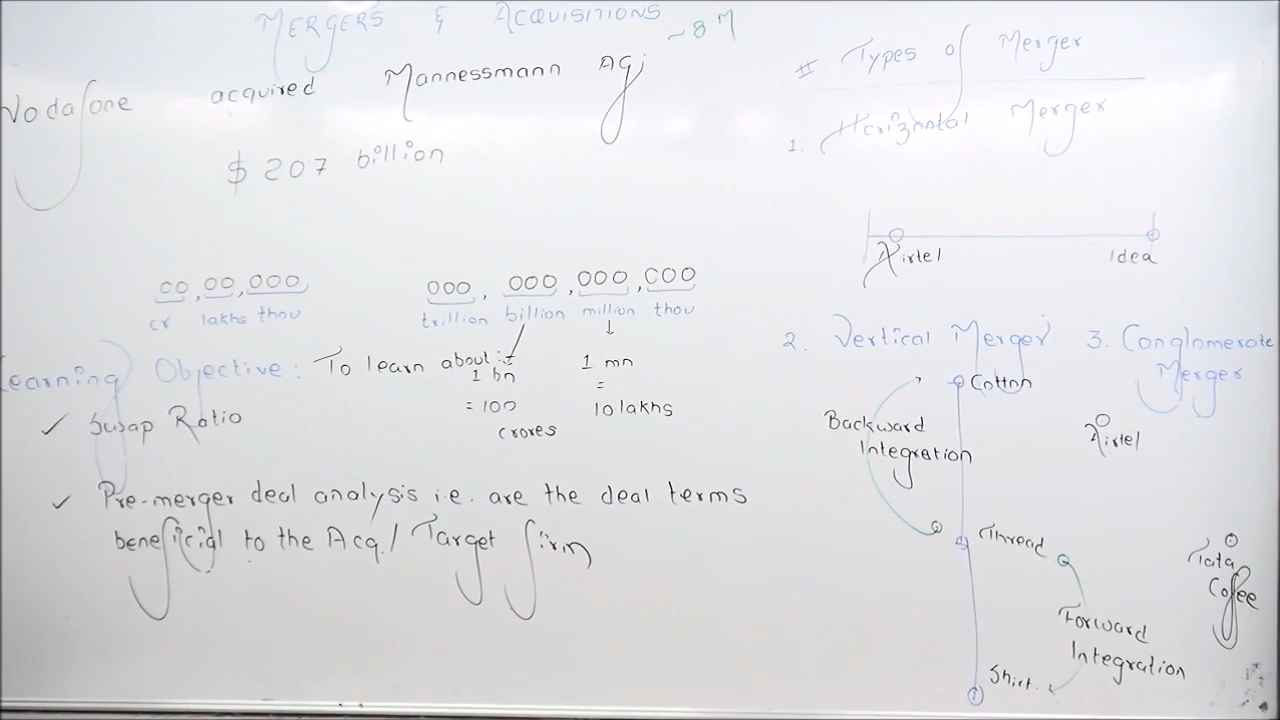 MERGERS & ACQUISITIONS
~8 M
Vodafone acquired Mannessmann AG;
$ 207 billion
00,00,000
cr lakhs thou
000, 000,000,000
trillion billion million thou
Learning Objective: To learn about:
1 bn
= 100
crores
1 mn
=
10 lakhs
✓ Swap Ratio
✓ Pre-merger deal analysis i.e. are the deal terms
beneficial to the Acq./ Target firm
# Types of Merger
1. Horizontal Merger
Airtel
Idea
2. Vertical Merger
Cotton
Backward
Integration
Thread
Forward
Integration
Shirt.
3. Conglomerate
Merger
Airtel
Tata
Coffee